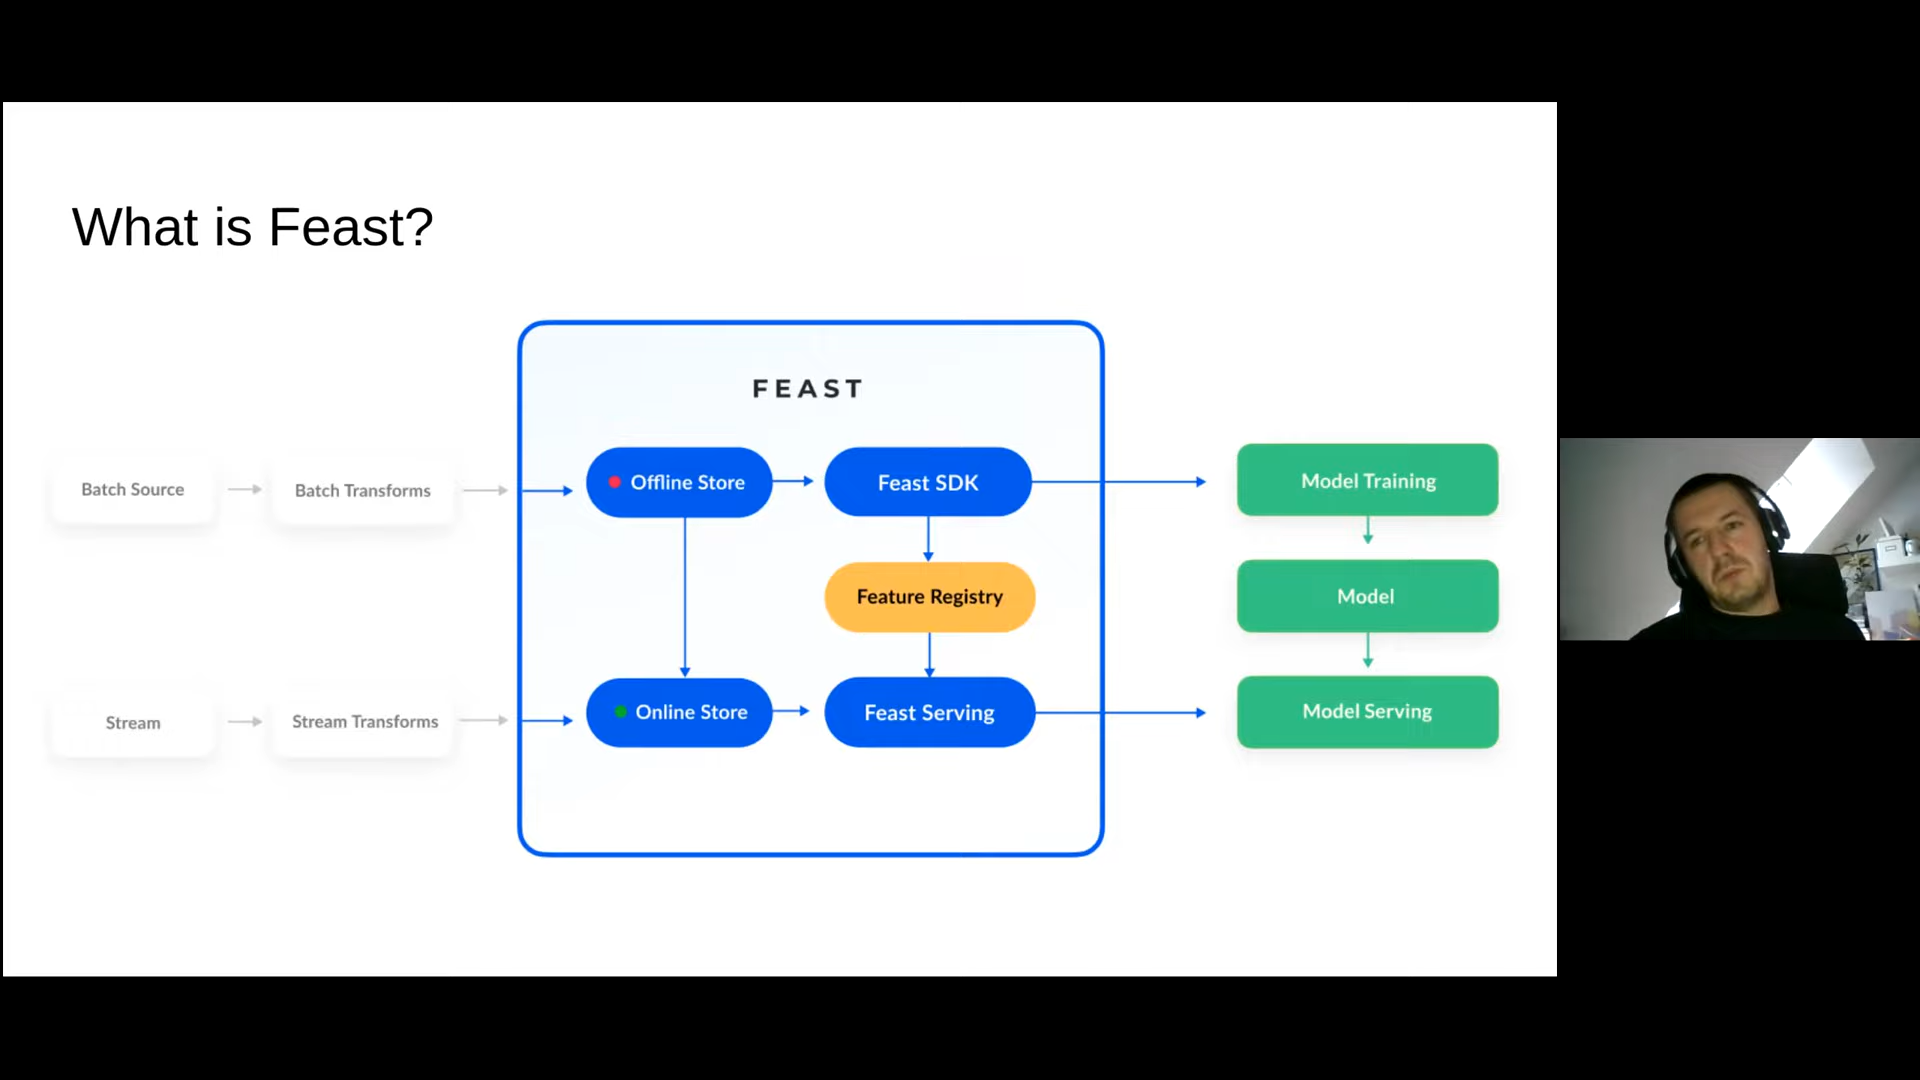 What is Feast?
FEAST
Batch Source
Batch Transforms
Offline Store
Feast SDK
Model Training
Feature Registry
Model
Stream
Stream Transforms
Online Store
Feast Serving
Model Serving